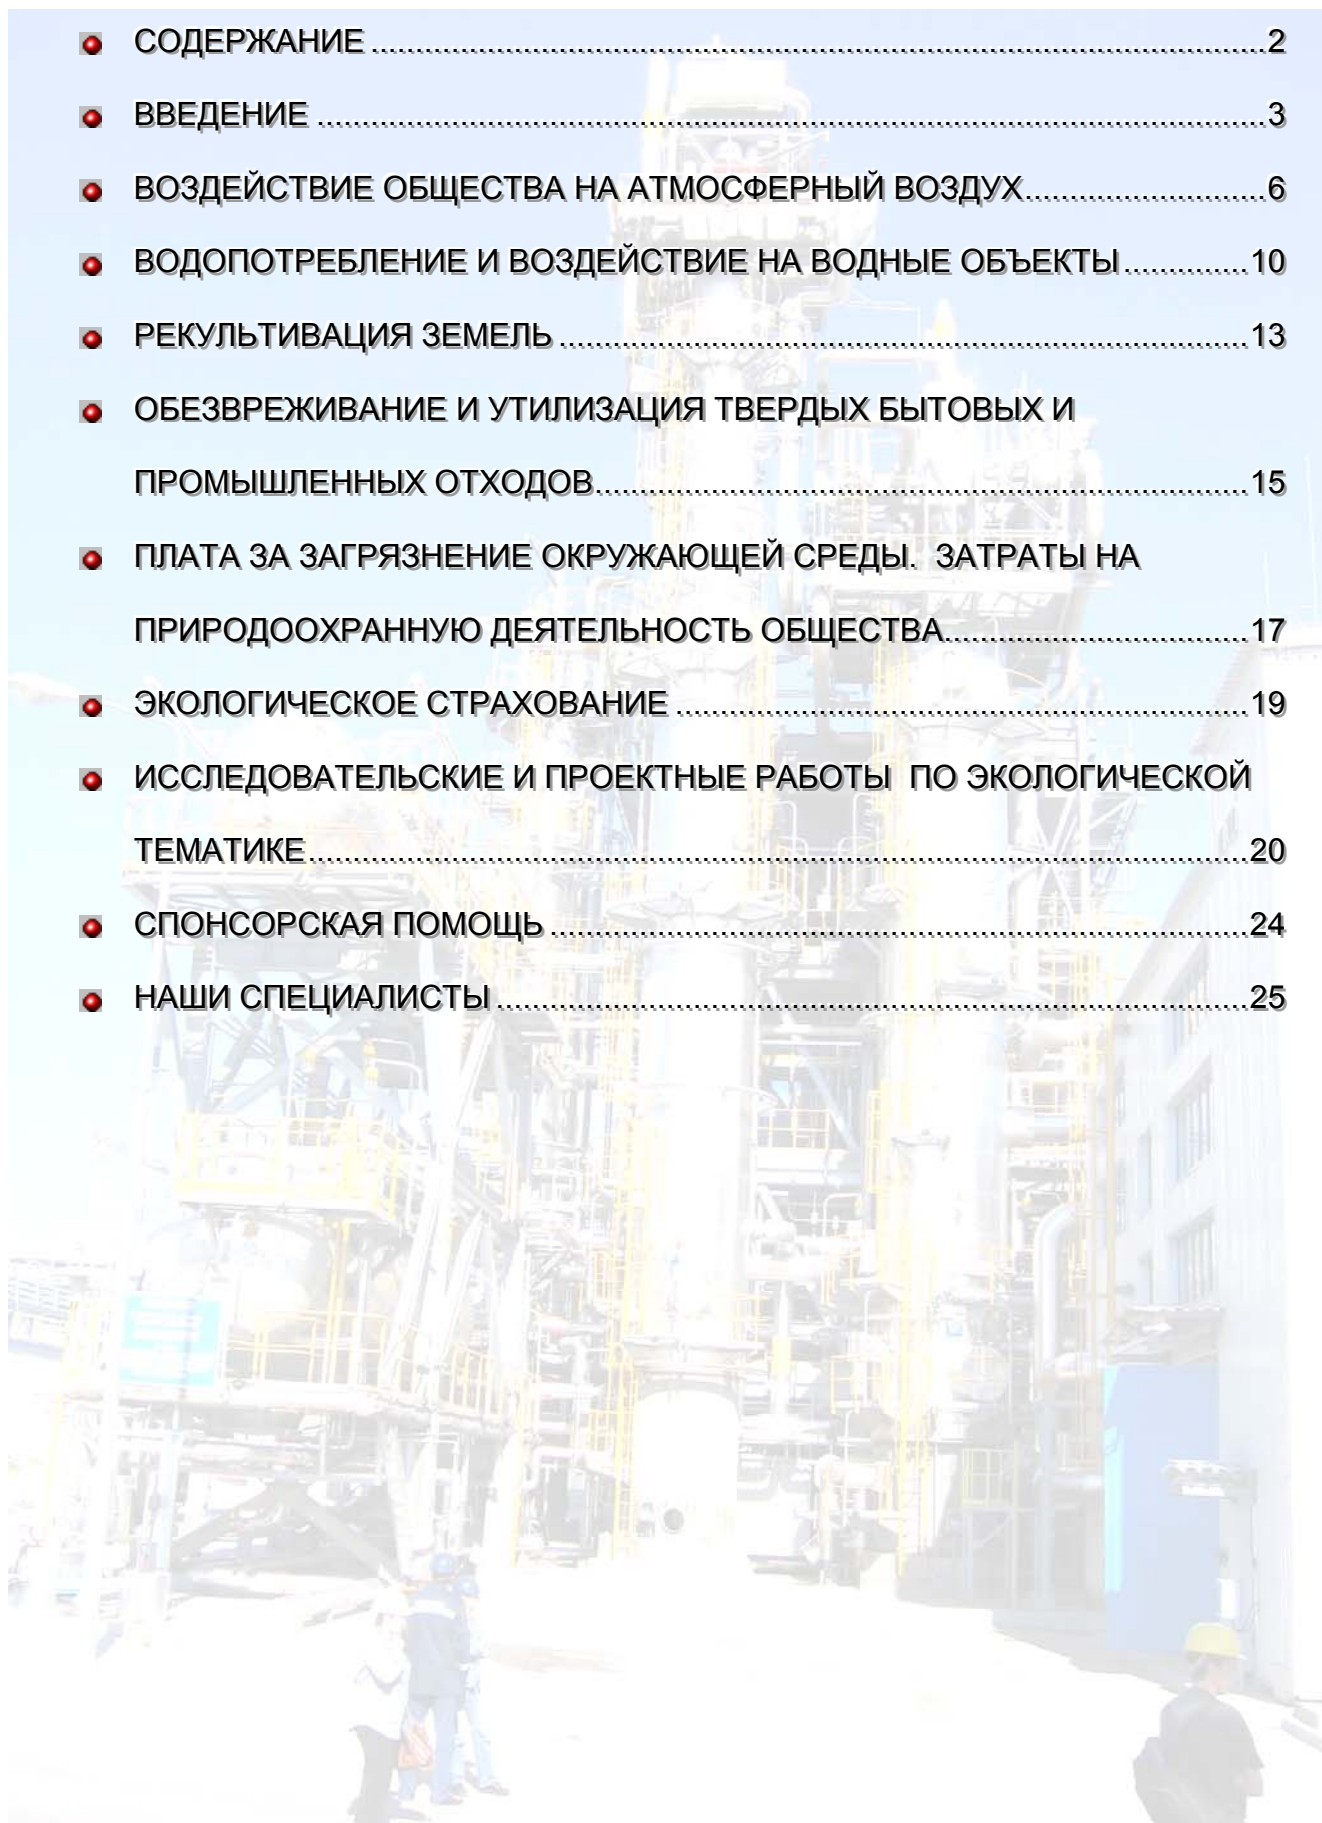 СОДЕРЖАНИЕ ........................................................................................................2
ВВЕДЕНИЕ ..............................................................................................................3
ВОЗДЕЙСТВИЕ ОБЩЕСТВА НА АТМОСФЕРНЫЙ ВОЗДУХ............................6
ВОДОПОТРЕБЛЕНИЕ И ВОЗДЕЙСТВИЕ НА ВОДНЫЕ ОБЪЕКТЫ..............10
РЕКУЛЬТИВАЦИЯ ЗЕМЕЛЬ ................................................................................13
ОБЕЗВРЕЖИВАНИЕ И УТИЛИЗАЦИЯ ТВЕРДЫХ БЫТОВЫХ И
ПРОМЫШЛЕННЫХ ОТХОДОВ............................................................................15
ПЛАТА ЗА ЗАГРЯЗНЕНИЕ ОКРУЖАЮЩЕЙ СРЕДЫ.  ЗАТРАТЫ НА
ПРИРОДООХРАННУЮ ДЕЯТЕЛЬНОСТЬ ОБЩЕСТВА...................................17
ЭКОЛОГИЧЕСКОЕ СТРАХОВАНИЕ ..................................................................19
ИССЛЕДОВАТЕЛЬСКИЕ И ПРОЕКТНЫЕ РАБОТЫ  ПО ЭКОЛОГИЧЕСКОЙ
ТЕМАТИКЕ.............................................................................................................20
СПОНСОРСКАЯ ПОМОЩЬ .................................................................................24
НАШИ СПЕЦИАЛИСТЫ .......................................................................................25